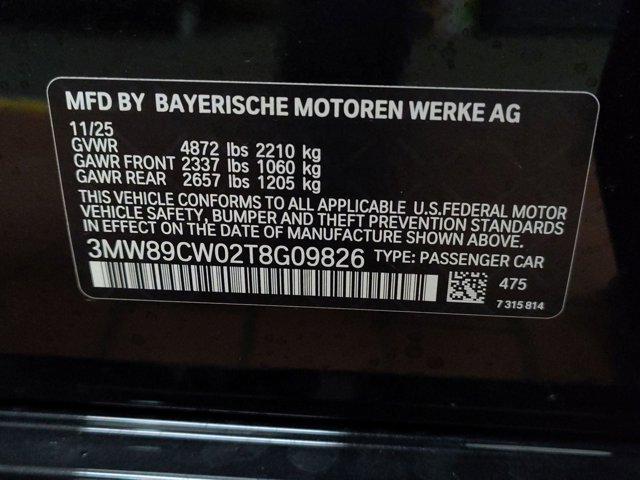 MFD BY BAYERISCHE MOTOREN WERKE AG
11/25
GVWR 4872 lbs 2210 kg
GAWR FRONT 2337 lbs 1060 kg
GAWR REAR 2657 lbs 1205 kg
THIS VEHICLE CONFORMS TO ALL APPLICABLE U.S.FEDERAL MOTOR
VEHICLE SAFETY, BUMPER AND THEFT PREVENTION STANDARDS
IN EFFECT ON THE DATE OF MANUFACTURE SHOWN ABOVE.
3MW89CW02T8G09826 TYPE: PASSENGER CAR
475
7 315 814